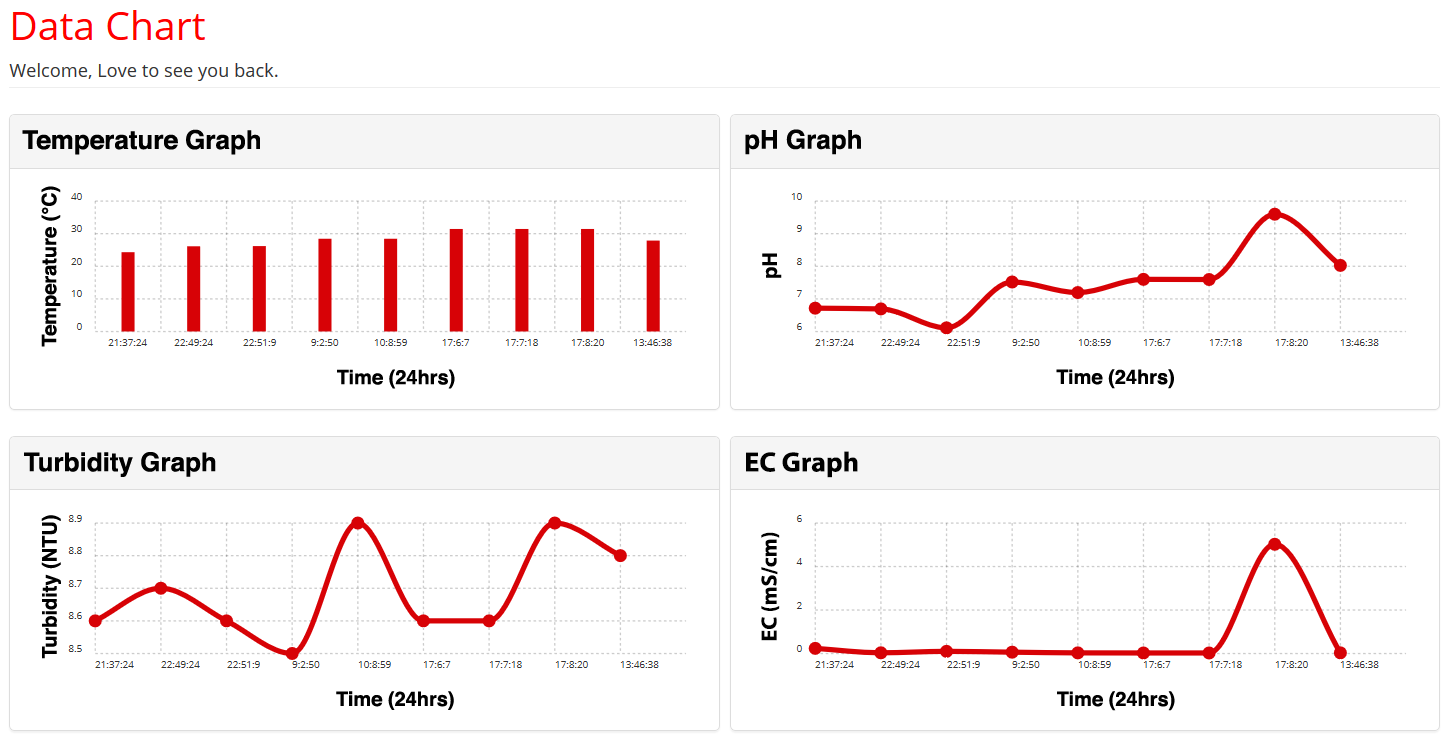 Data Chart
Welcome, Love to see you back.
Temperature Graph
Temperature (°C)
40
30
20
10
0
21:37:24 22:49:24 22:51:9 9:2:50 10:8:59 17:6:7 17:7:18 17:8:20 13:46:38
Time (24hrs)
pH Graph
pH
10
9
8
7
6
21:37:24 22:49:24 22:51:9 9:2:50 10:8:59 17:6:7 17:7:18 17:8:20 13:46:38
Time (24hrs)
Turbidity Graph
Turbidity (NTU)
8.9
8.8
8.7
8.6
8.5
21:37:24 22:49:24 22:51:9 9:2:50 10:8:59 17:6:7 17:7:18 17:8:20 13:46:38
Time (24hrs)
EC Graph
EC (mS/cm)
6
4
2
0
21:37:24 22:49:24 22:51:9 9:2:50 10:8:59 17:6:7 17:7:18 17:8:20 13:46:38
Time (24hrs)